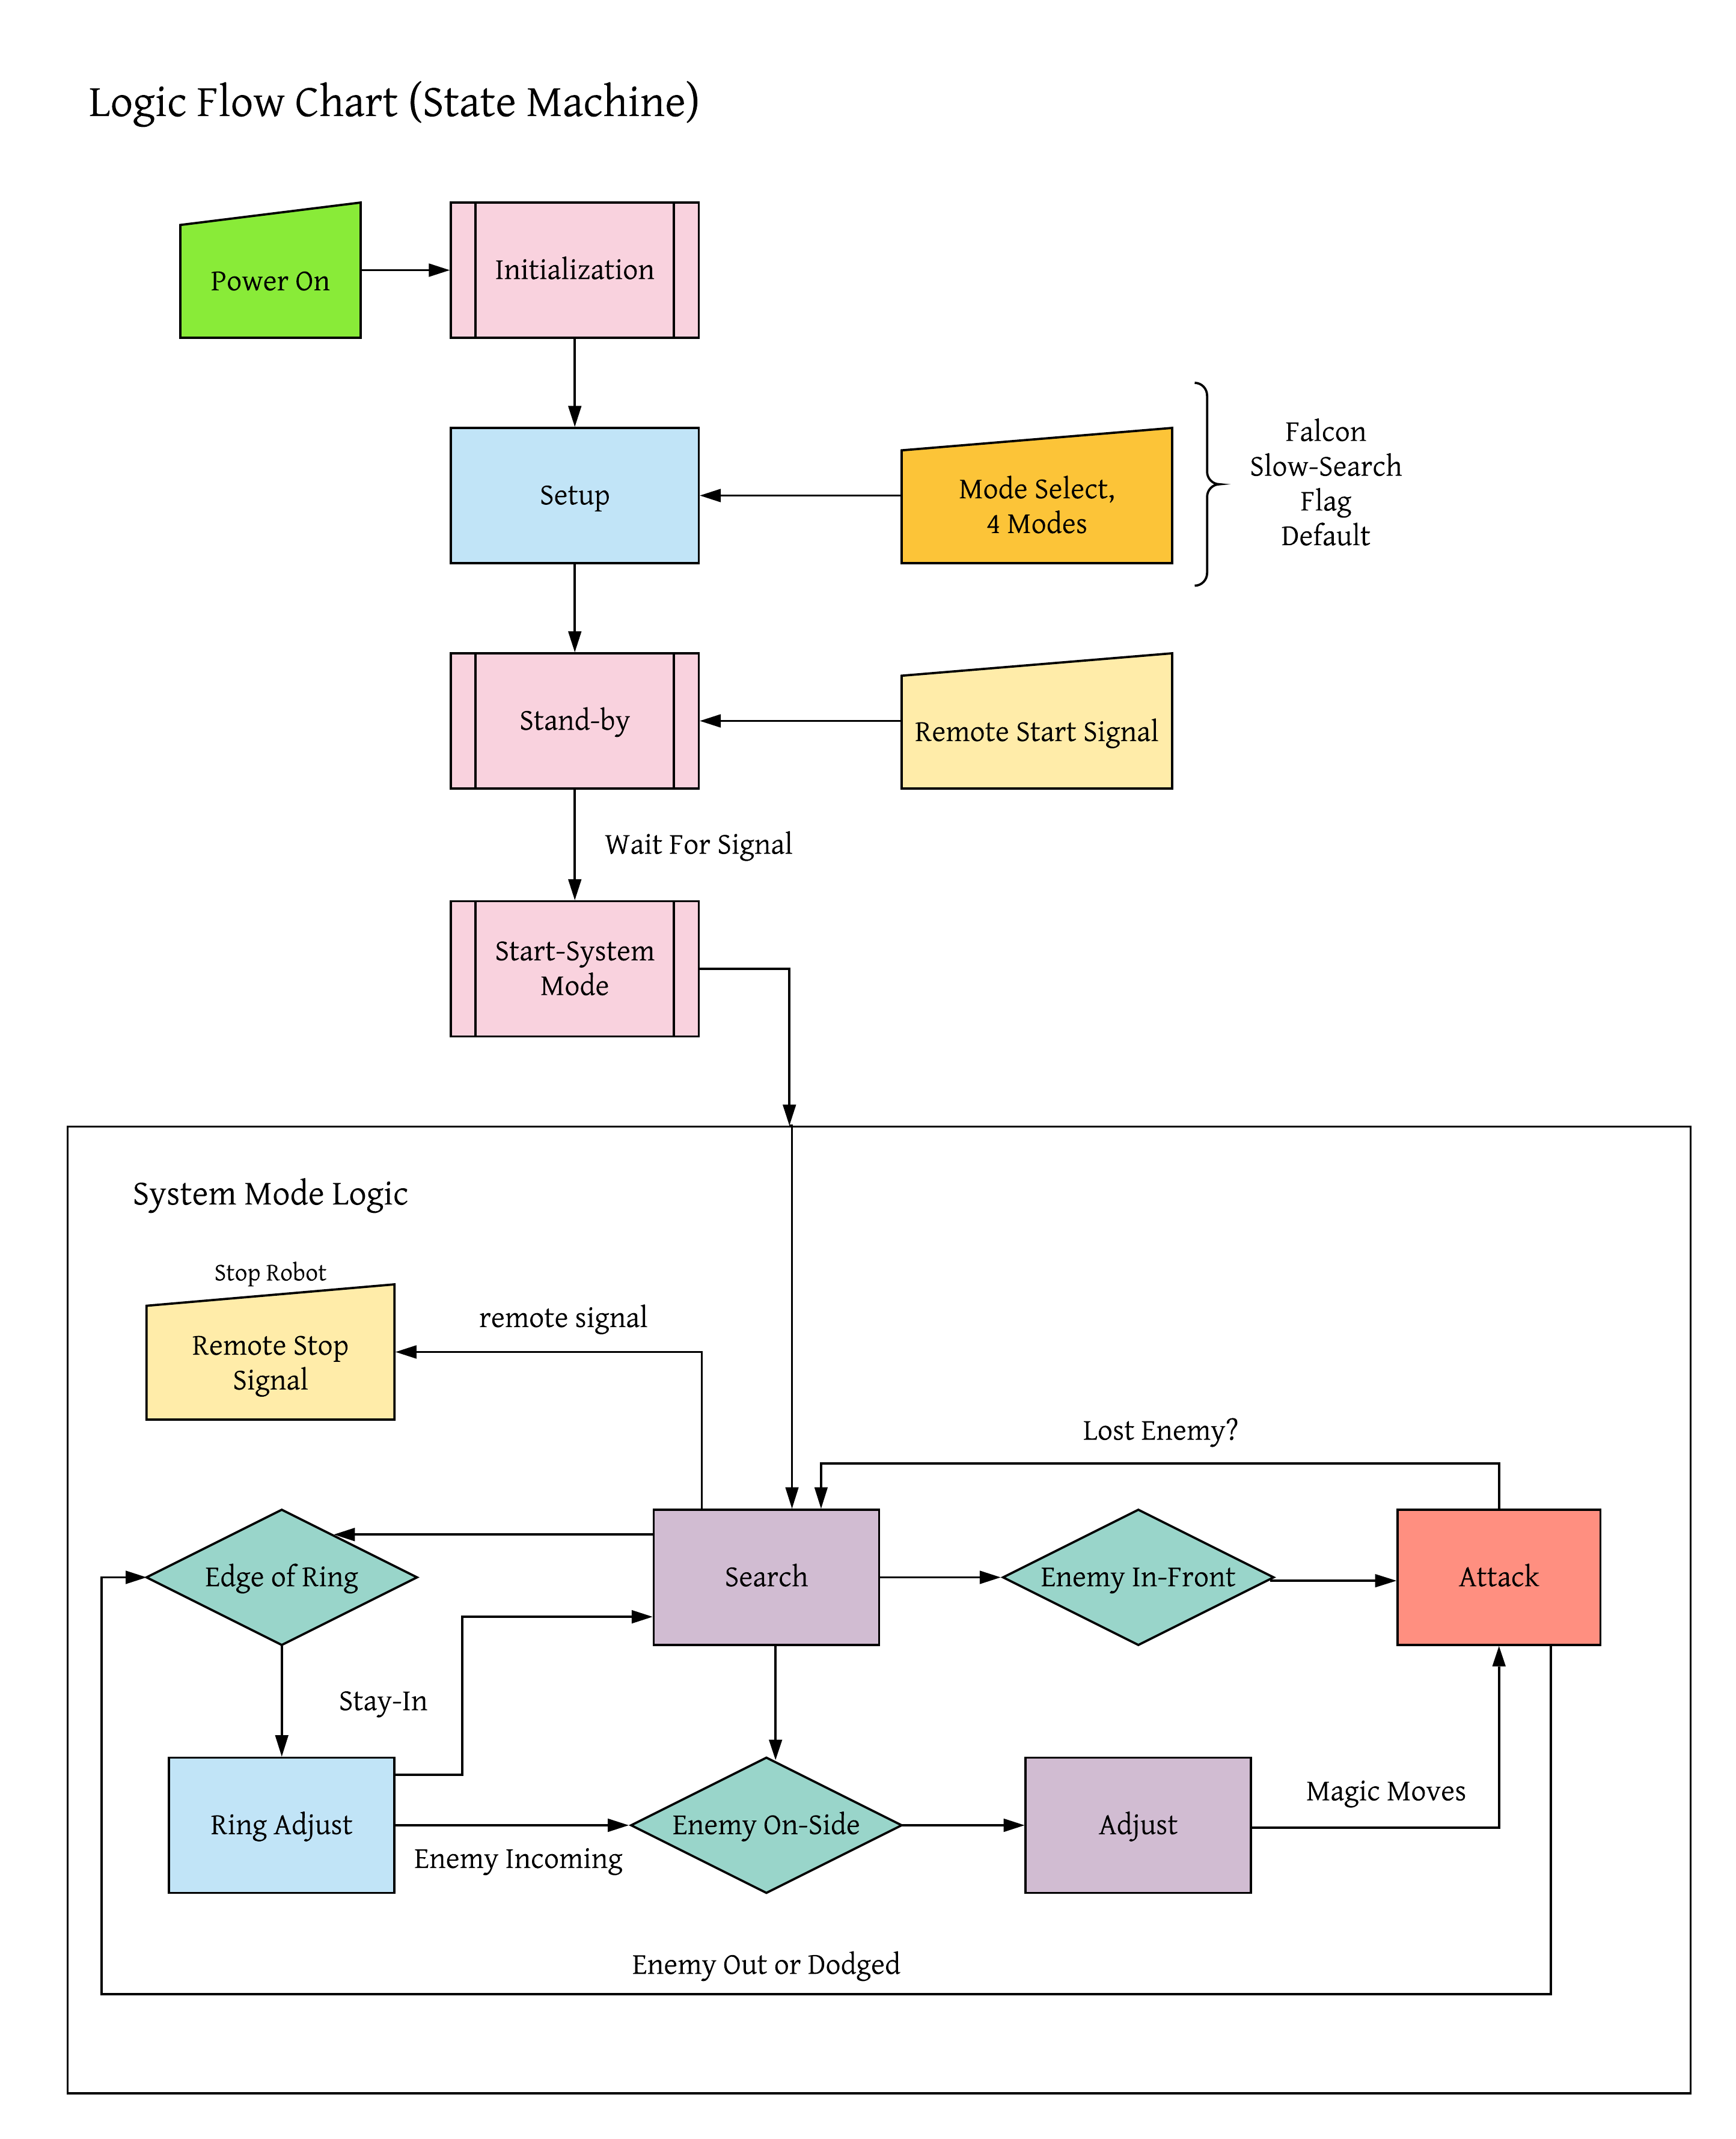 Logic Flow Chart (State Machine)
Power On
Initialization
Setup
Mode Select,
4 Modes
Falcon
Slow-Search
Flag
Default
Stand-by
Remote Start Signal
Wait For Signal
Start-System
Mode
System Mode Logic
Stop Robot
Remote Stop
Signal
remote signal
Lost Enemy?
Edge of Ring
Search
Enemy In-Front
Attack
Stay-In
Ring Adjust
Enemy Incoming
Enemy On-Side
Adjust
Magic Moves
Enemy Out or Dodged